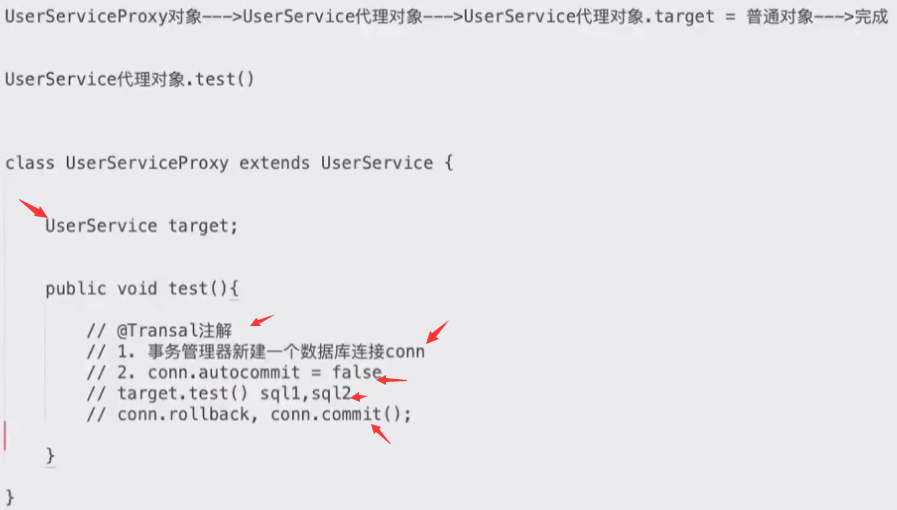 UserServiceProxy对象--->UserService代理对象--->UserService代理对象.target = 普通对象--->完成
UserService代理对象.test()
class UserServiceProxy extends UserService {
UserService target;
public void test(){
// @Transal注解
// 1. 事务管理器新建一个数据库连接conn
// 2. conn.autocommit = false
// target.test() sql1,sql2
// conn.rollback, conn.commit();
}
}